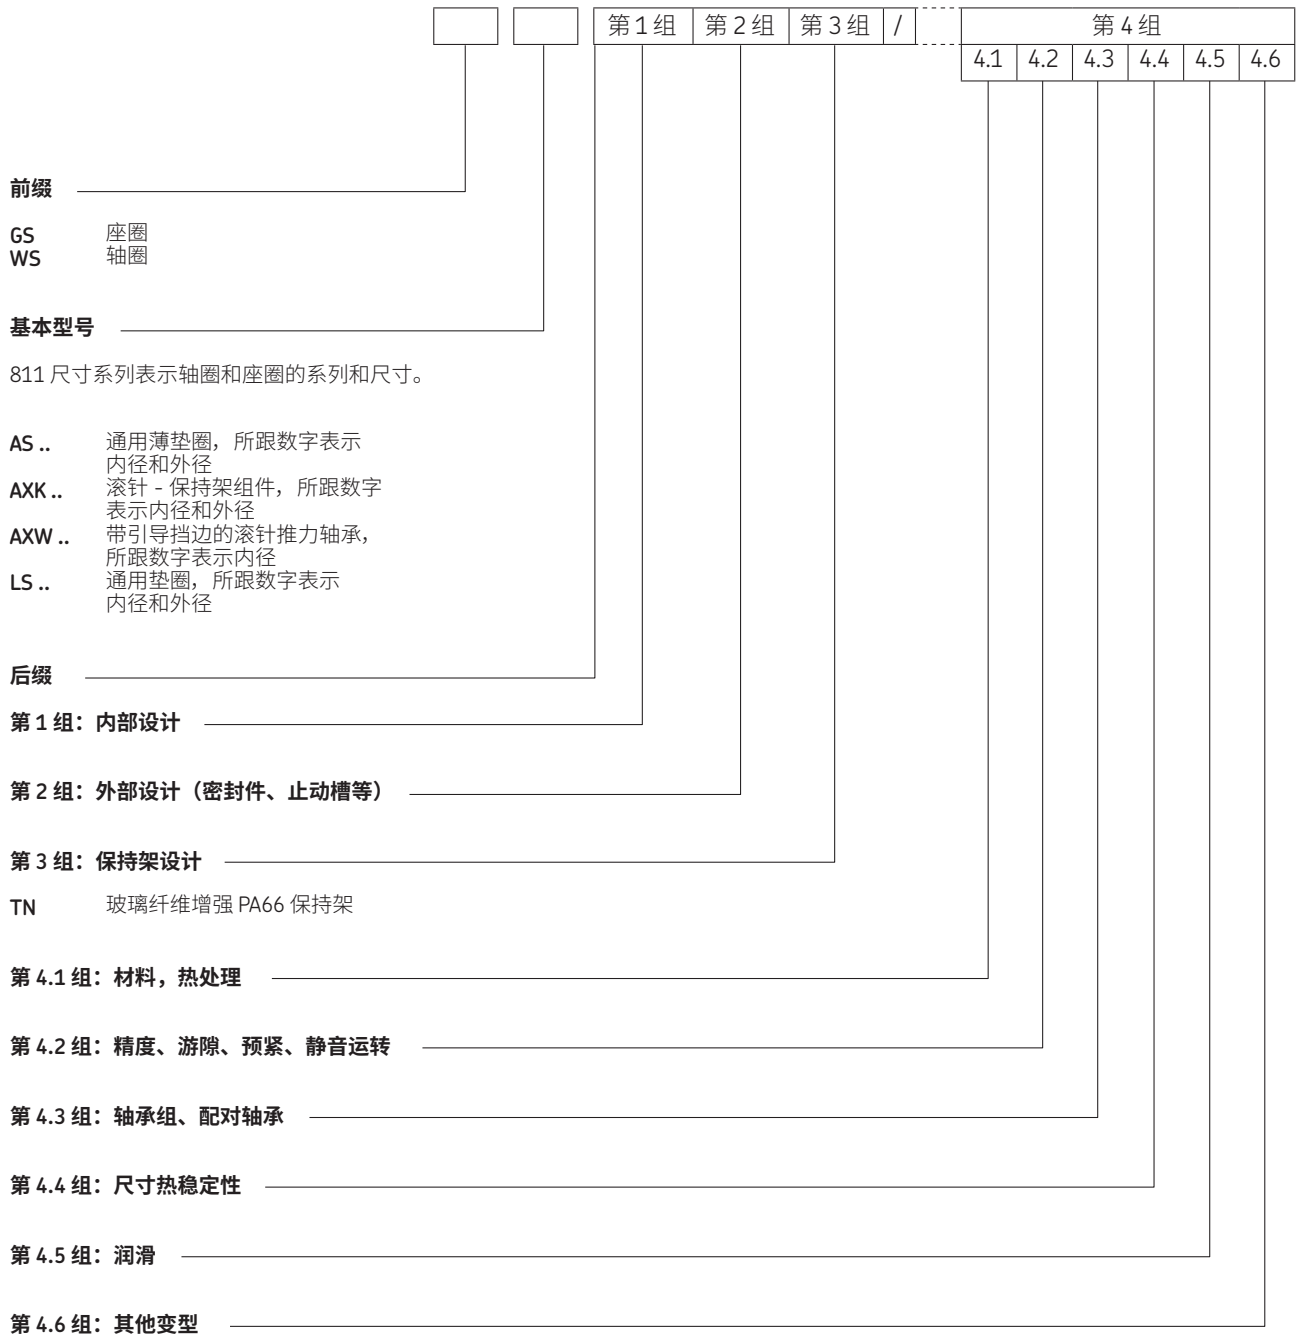 第 1 组 第 2 组 第 3 组 / 第 4 组
4.1 4.2 4.3 4.4 4.5 4.6
前缀
GS 座圈
WS 轴圈
基本型号
811 尺寸系列表示轴圈和座圈的系列和尺寸。
AS .. 通用薄垫圈，所跟数字表示
内径和外径
AXK .. 滚针 - 保持架组件，所跟数字
表示内径和外径
AXW .. 带引导挡边的滚针推力轴承，
所跟数字表示内径
LS .. 通用垫圈，所跟数字表示
内径和外径
后缀
第 1 组：内部设计
第 2 组：外部设计（密封件、止动槽等）
第 3 组：保持架设计
TN 玻璃纤维增强 PA66 保持架
第 4.1 组：材料，热处理
第 4.2 组：精度、游隙、预紧、静音运转
第 4.3 组：轴承组、配对轴承
第 4.4 组：尺寸热稳定性
第 4.5 组：润滑
第 4.6 组：其他变型